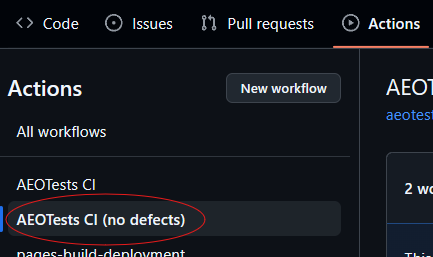 Code Issues Pull requests Actions
Actions
New workflow
AEOT
aeotest
All workflows
2 w
AEOTests CI
AEOTests CI (no defects)
pages-build-deployment
This